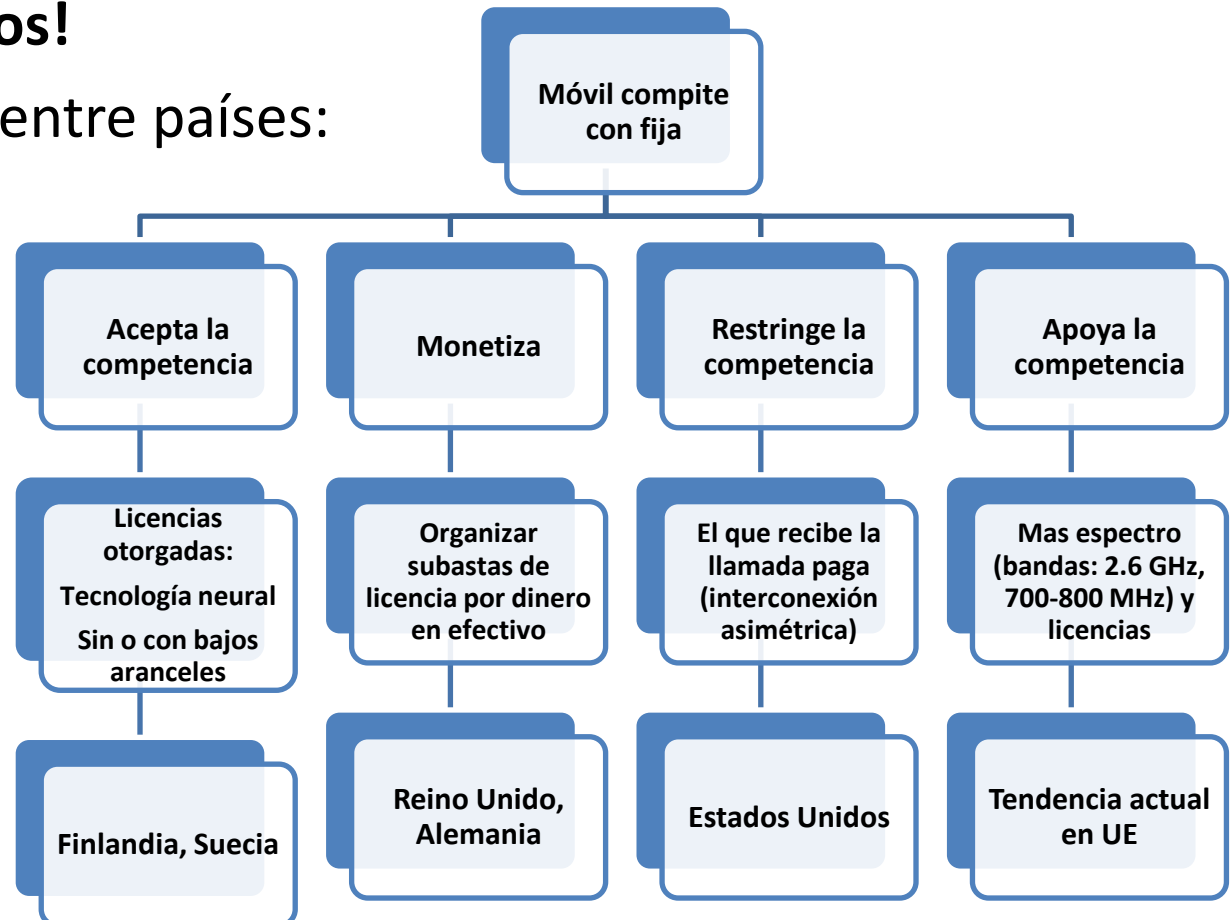 os!
entre países:
Móvil compite
con fija
Acepta la
competencia
Monetiza
Restringe la
competencia
Apoya la
competencia
Licencias
otorgadas:
Tecnología neural
Sin o con bajos
aranceles
Organizar
subastas de
licencia por dinero
en efectivo
El que recibe la
llamada paga
(interconexión
asimétrica)
Mas espectro
(bandas: 2.6 GHz,
700-800 MHz) y
licencias
Finlandia, Suecia
Reino Unido,
Alemania
Estados Unidos
Tendencia actual
en UE